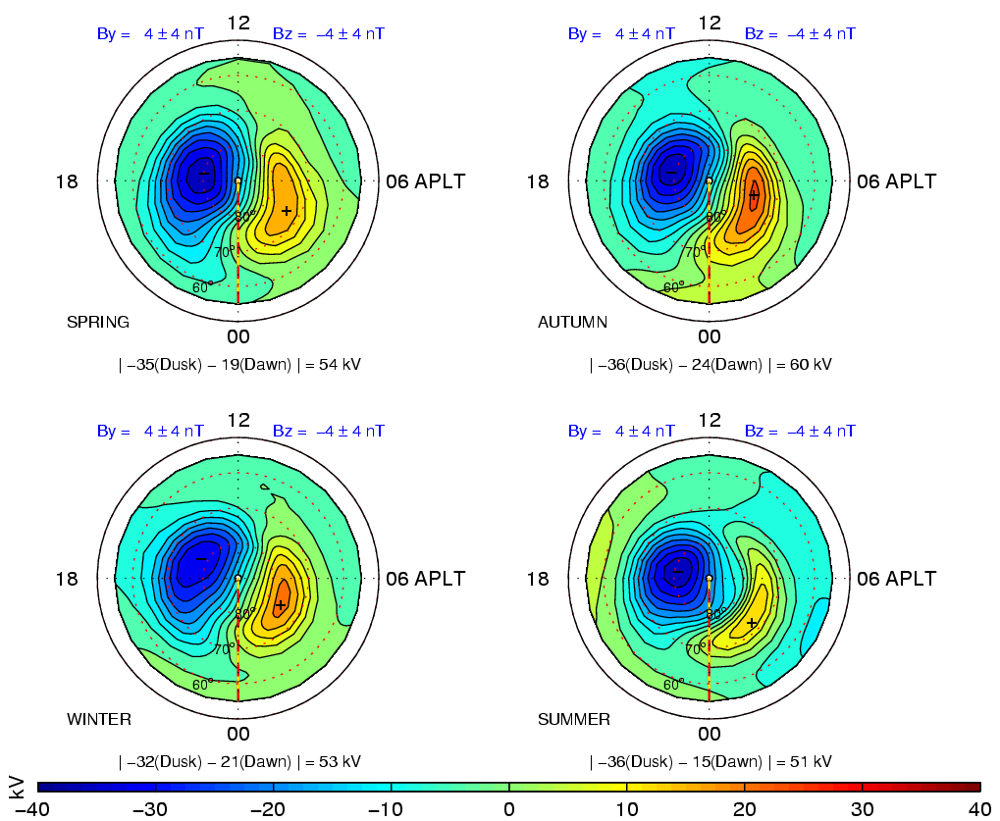 12 12
By = 4 ± 4 nT Bz = −4 ± 4 nT By = 4 ± 4 nT Bz = −4 ± 4 nT
18 06 APLT 18 06 APLT
80° 80°
70° 70°
60° 60°
SPRING AUTUMN
00 00
| −35(Dusk) − 19(Dawn) | = 54 kV | −36(Dusk) − 24(Dawn) | = 60 kV
12 12
By = 4 ± 4 nT Bz = −4 ± 4 nT By = 4 ± 4 nT Bz = −4 ± 4 nT
18 06 APLT 18 06 APLT
80° 80°
70° 70°
60° 60°
WINTER SUMMER
00 00
| −32(Dusk) − 21(Dawn) | = 53 kV | −36(Dusk) − 15(Dawn) | = 51 kV
kV
−40 −30 −20 −10 0 10 20 30 40